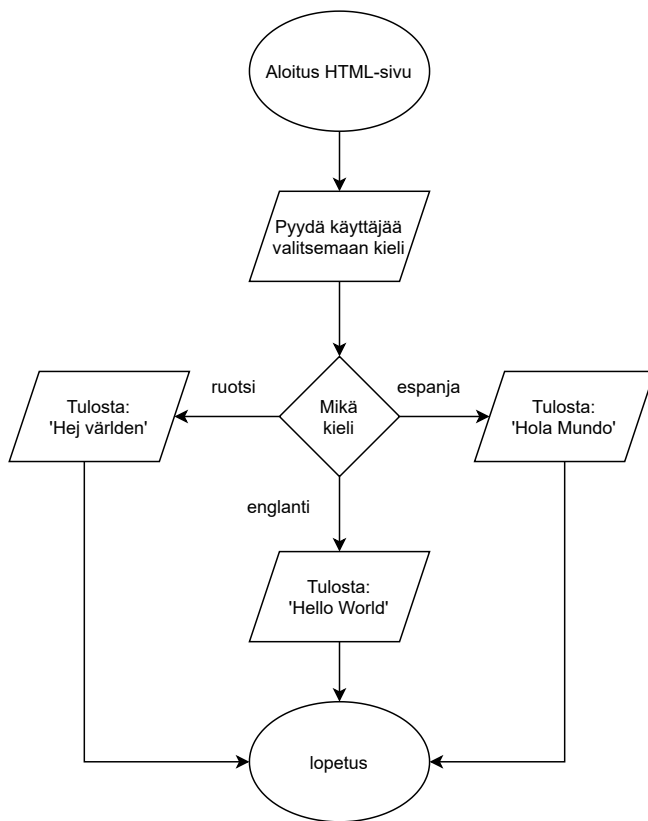 Aloitus HTML-sivu
Pyydä käyttäjää
valitsemaan kieli
ruotsi
espanja
Tulosta:
'Hej världen'
Mikä
kieli
Tulosta:
'Hola Mundo'
englanti
Tulosta:
'Hello World'
lopetus